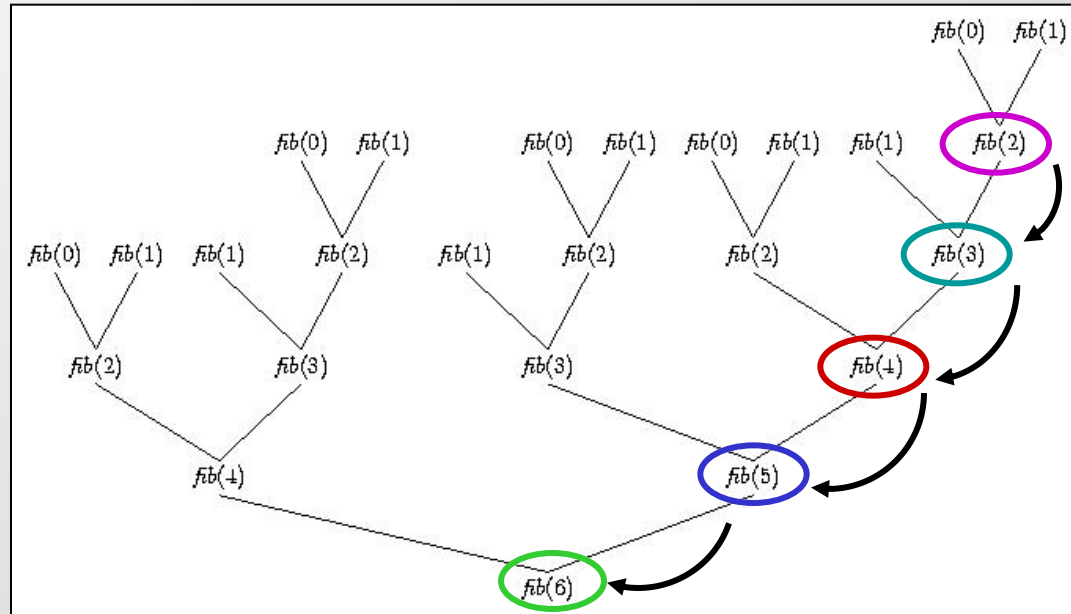 fib(0) fib(1)
fib(0) fib(1) fib(0) fib(1) fib(0) fib(1) fib(1) fib(2)
fib(0) fib(1) fib(1) fib(2) fib(1) fib(2) fib(2) fib(3)
fib(2) fib(3) fib(3) fib(4)
fib(4) fib(5)
fib(6)